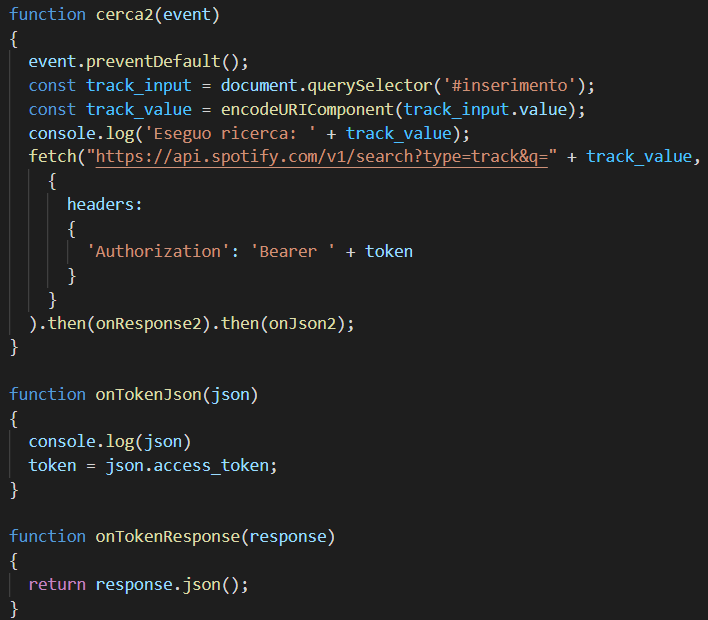 function cerca2(event)
{
  event.preventDefault();
  const track_input = document.querySelector('#inserimento');
  const track_value = encodeURIComponent(track_input.value);
  console.log('Eseguo ricerca: ' + track_value);
  fetch("https://api.spotify.com/v1/search?type=track&q=" + track_value,
    {
      headers:
      {
        'Authorization': 'Bearer ' + token
      }
    }
  ).then(onResponse2).then(onJson2);
}

function onTokenJson(json)
{
  console.log(json)
  token = json.access_token;
}

function onTokenResponse(response)
{
  return response.json();
}